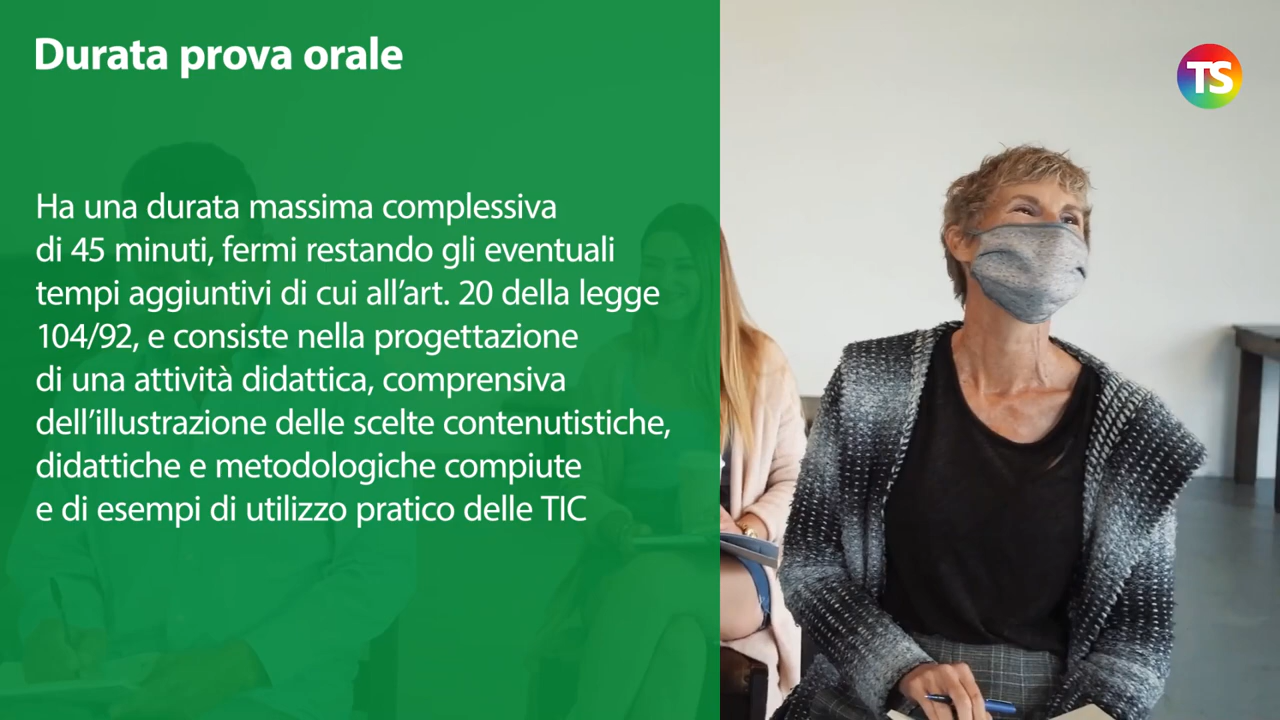 Durata prova orale
TS
Ha una durata massima complessiva
di 45 minuti, fermi restando gli eventuali
tempi aggiuntivi di cui all’art. 20 della legge
104/92, e consiste nella progettazione
di una attività didattica, comprensiva
dell’illustrazione delle scelte contenutistiche,
didattiche e metodologiche compiute
e di esempi di utilizzo pratico delle TIC